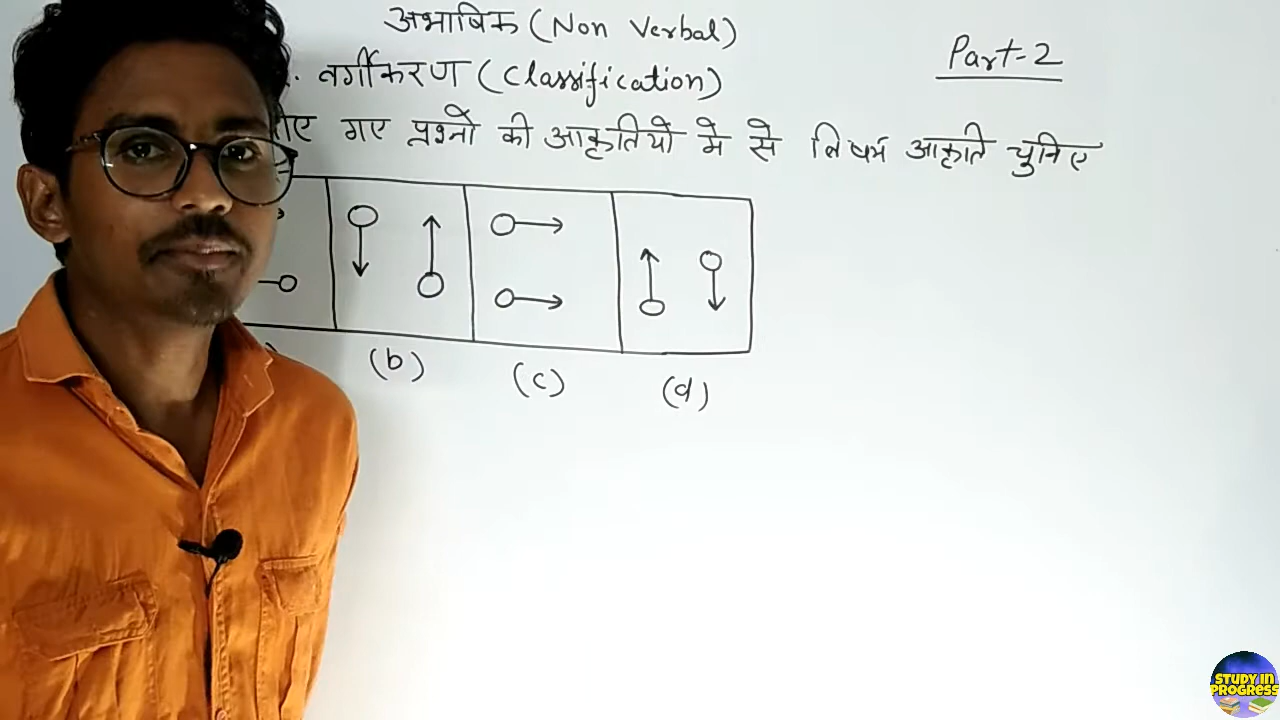 अभाषिक (Non Verbal)
Part-2
वर्गीकरण (Classification)
गए प्रश्नो की आकृतियो मे से विषम आकृति चुनिए
(b)
(c)
(d)
STUDY IN
PROGRESS